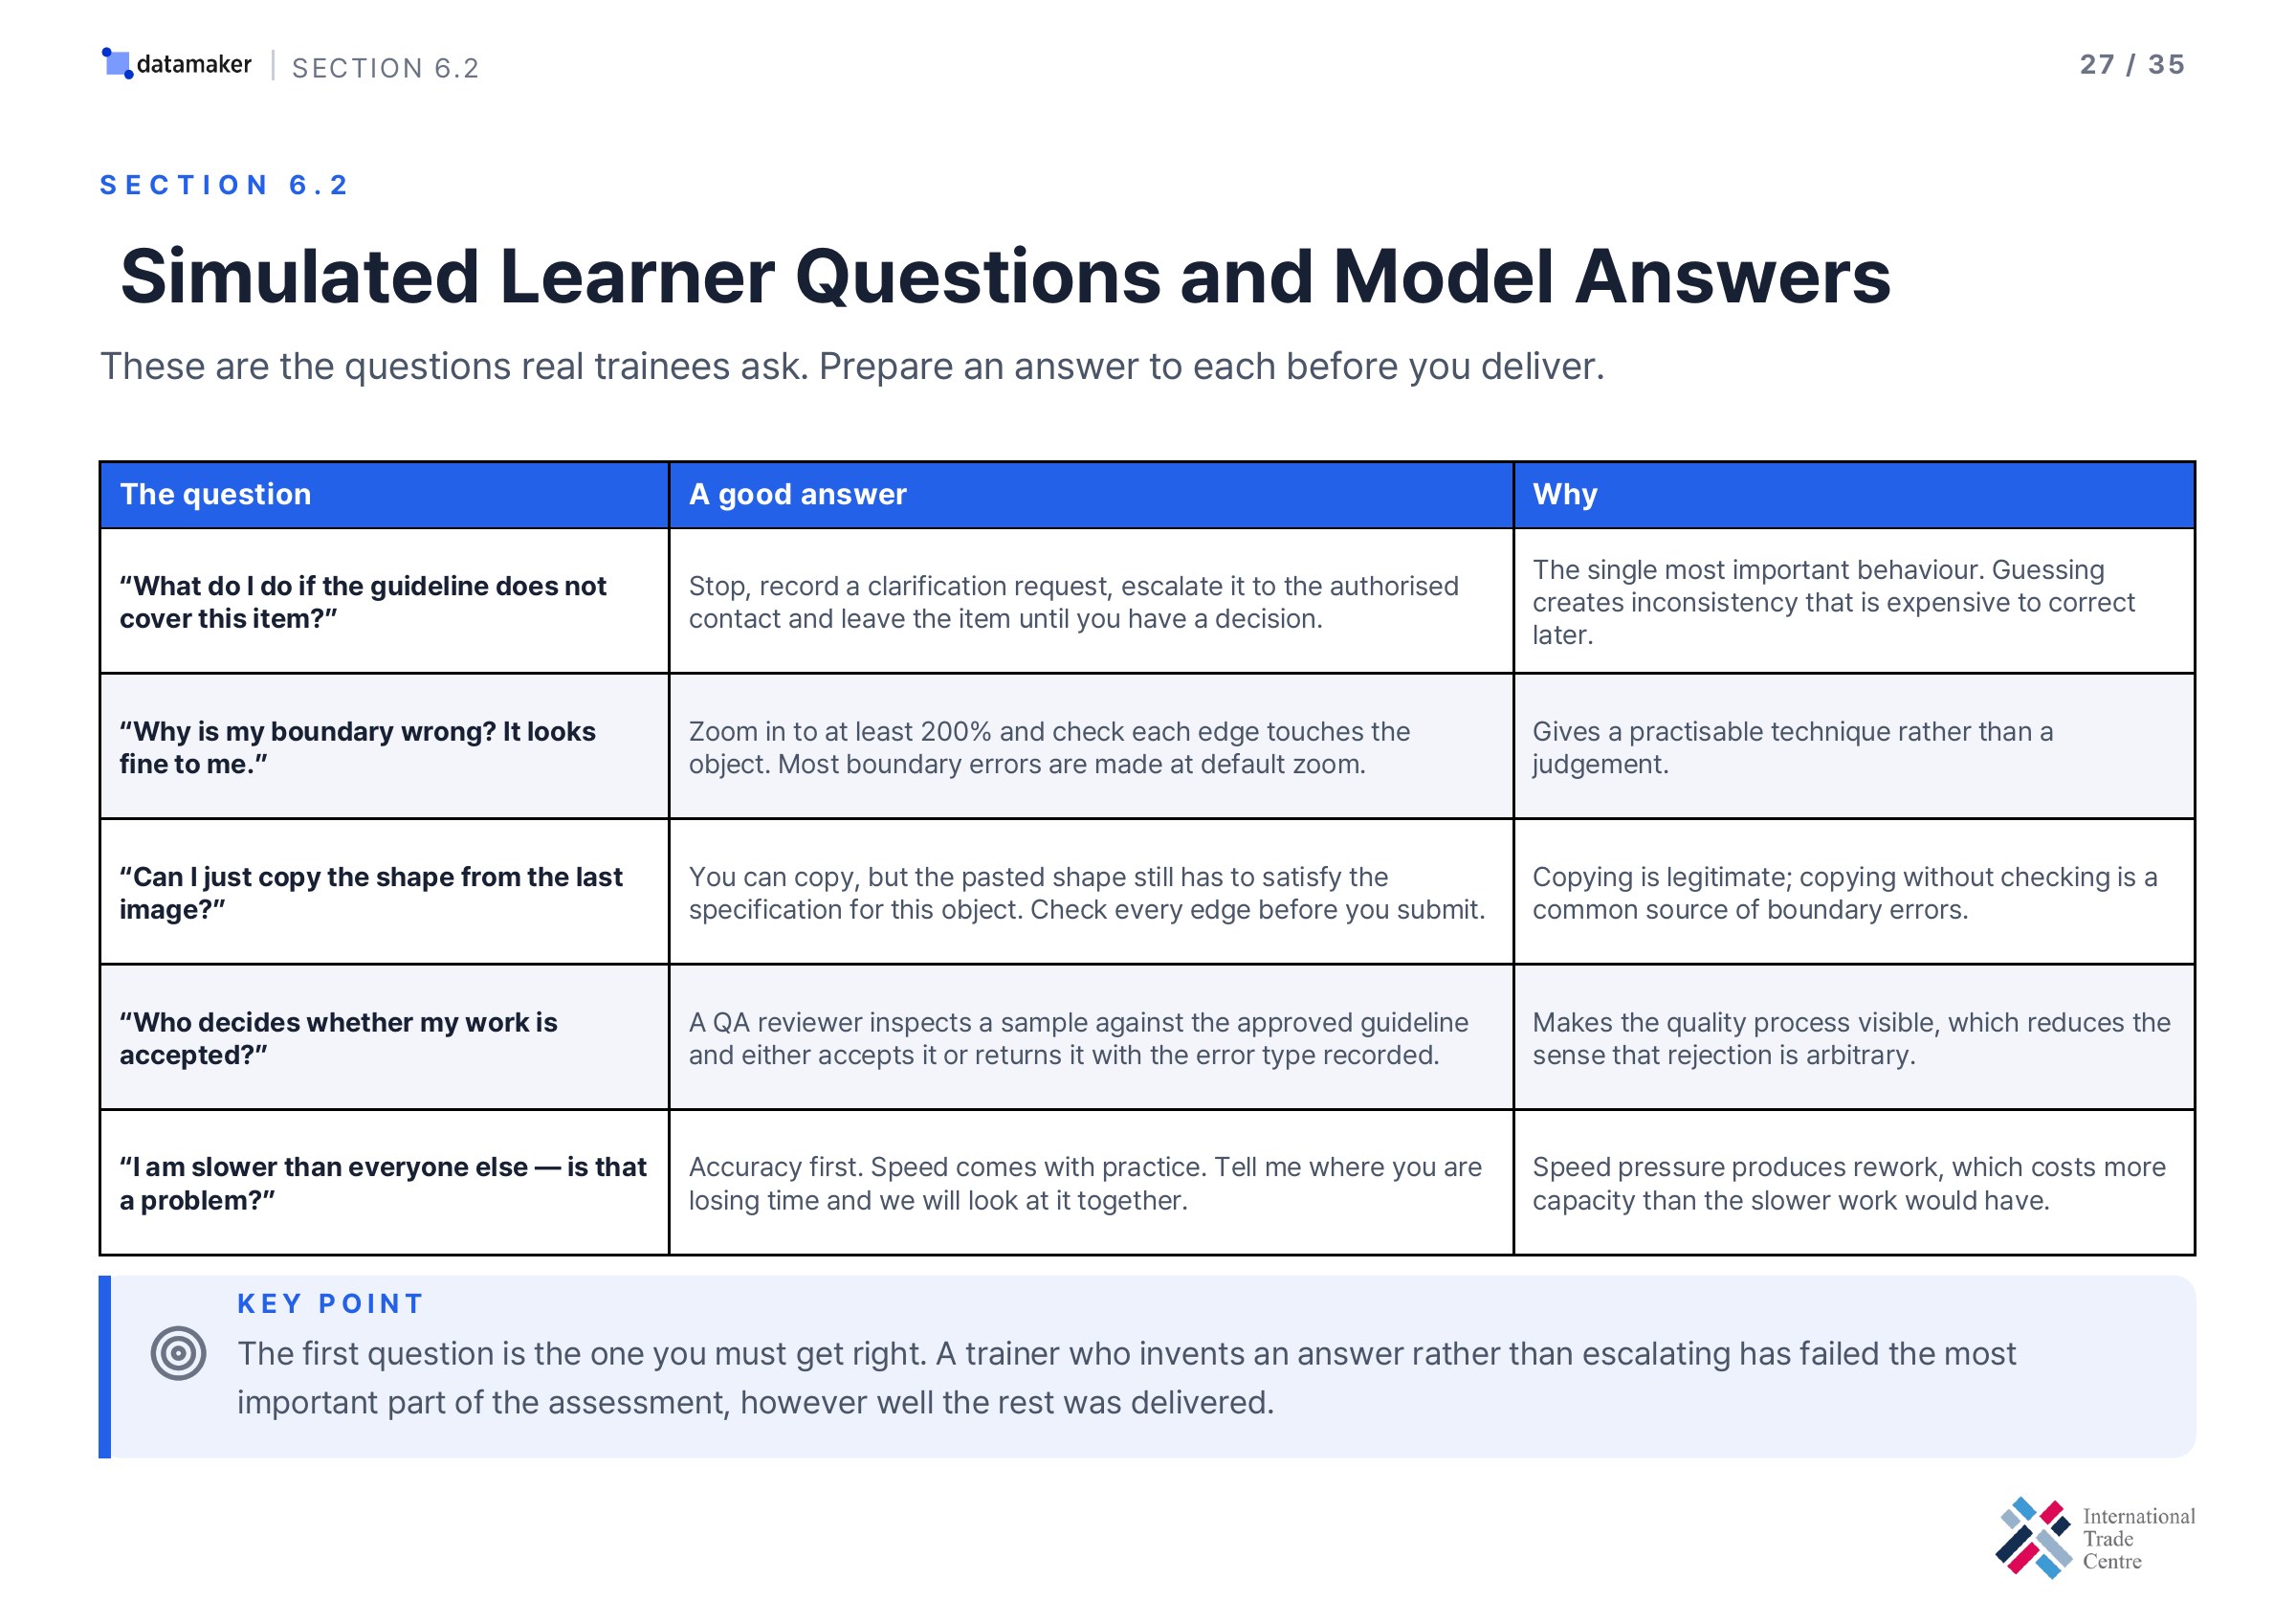 datamaker
SECTION 6.2
27 / 35
SECTION 6.2
Simulated Learner Questions and Model Answers
These are the questions real trainees ask. Prepare an answer to each before you deliver.
The question
A good answer
Why
“What do I do if the guideline does not
cover this item?”
Stop, record a clarification request, escalate it to the authorised
contact and leave the item until you have a decision.
The single most important behaviour. Guessing
creates inconsistency that is expensive to correct
later.
“Why is my boundary wrong? It looks
fine to me.”
Zoom in to at least 200% and check each edge touches the
object. Most boundary errors are made at default zoom.
Gives a practisable technique rather than a
judgement.
“Can I just copy the shape from the last
image?”
You can copy, but the pasted shape still has to satisfy the
specification for this object. Check every edge before you submit.
Copying is legitimate; copying without checking is a
common source of boundary errors.
“Who decides whether my work is
accepted?”
A QA reviewer inspects a sample against the approved guideline
and either accepts it or returns it with the error type recorded.
Makes the quality process visible, which reduces the
sense that rejection is arbitrary.
“I am slower than everyone else — is that
a problem?”
Accuracy first. Speed comes with practice. Tell me where you are
losing time and we will look at it together.
Speed pressure produces rework, which costs more
capacity than the slower work would have.
KEY POINT
The first question is the one you must get right. A trainer who invents an answer rather than escalating has failed the most
important part of the assessment, however well the rest was delivered.
International
Trade
Centre